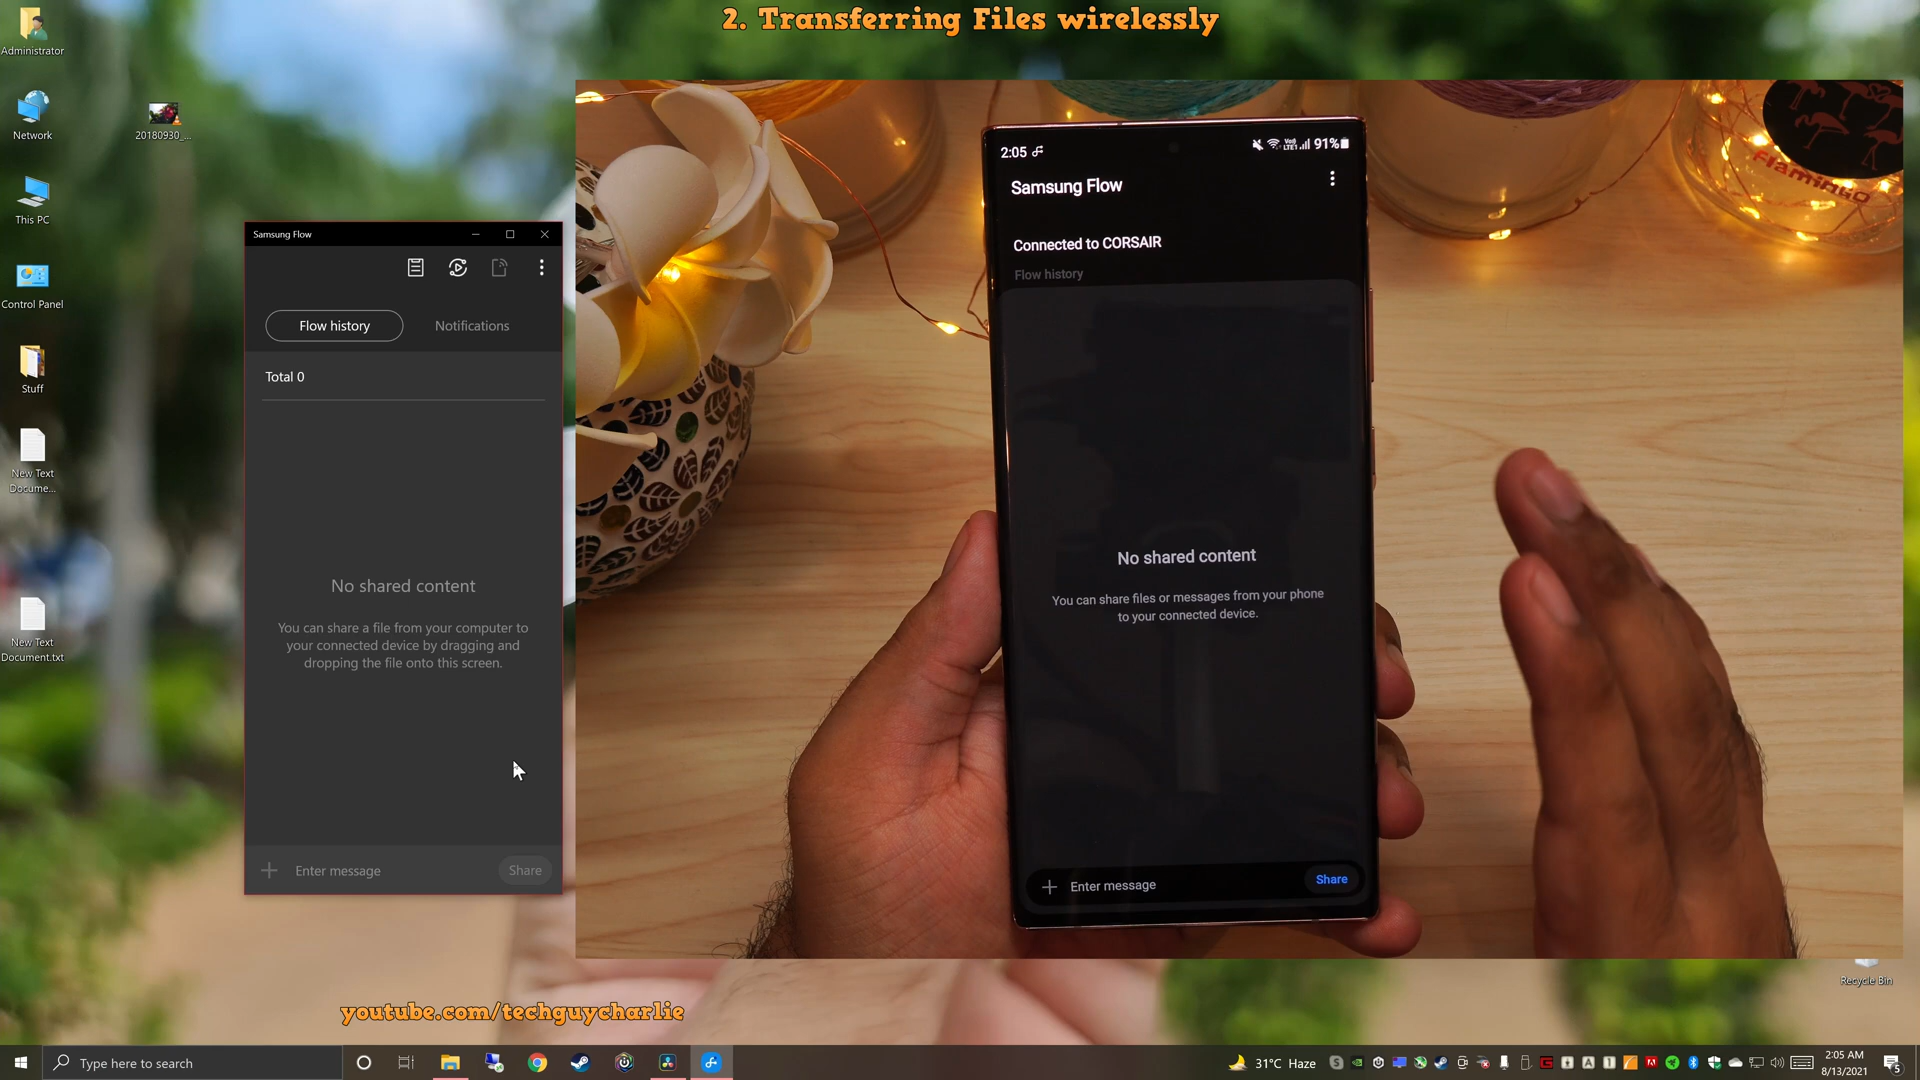 2. Transferring Files wirelessly
Administrator
Network
20180930_...
This PC
Control Panel
Stuff
New Text
Docume...
New Text
Document.txt
Samsung Flow
Flow history
Notifications
Total 0
No shared content
You can share a file from your computer to
your connected device by dragging and
dropping the file onto this screen.
Enter message
Share
2:05
91%
Samsung Flow
Connected to CORSAIR
Flow history
No shared content
You can share files or messages from your phone
to your connected device.
Enter message
Share
flamingo
Recycle Bin
youtube.com/techguycharlie
Type here to search
31°C Haze
2:05 AM
8/13/2021
5